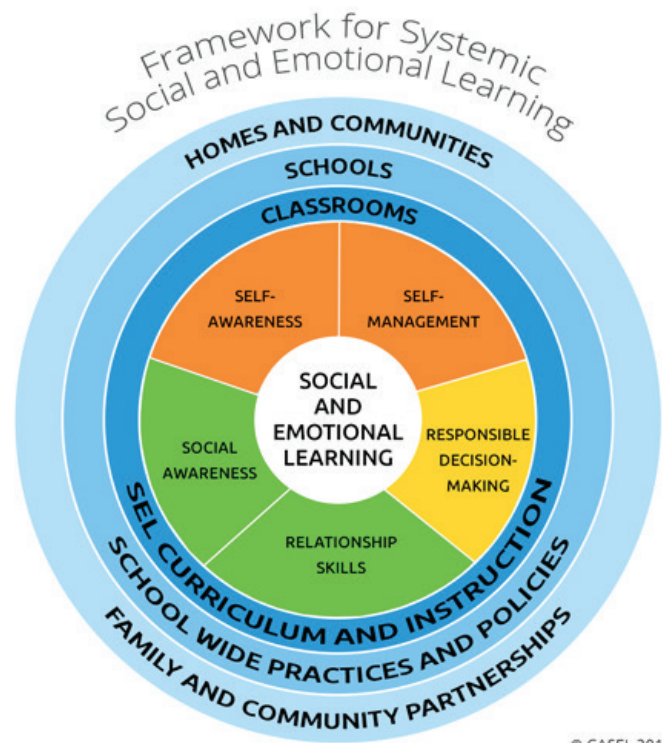 Framework for Systemic
Social and Emotional Learning
HOMES AND COMMUNITIES
SCHOOLS
CLASSROOMS
SELF-
AWARENESS
SELF-
MANAGEMENT
SOCIAL
AND
EMOTIONAL
LEARNING
SOCIAL
AWARENESS
RESPONSIBLE
DECISION-
MAKING
RELATIONSHIP
SKILLS
SEL CURRICULUM AND INSTRUCTION
SCHOOL WIDE PRACTICES AND POLICIES
FAMILY AND COMMUNITY PARTNERSHIPS
© CASEL